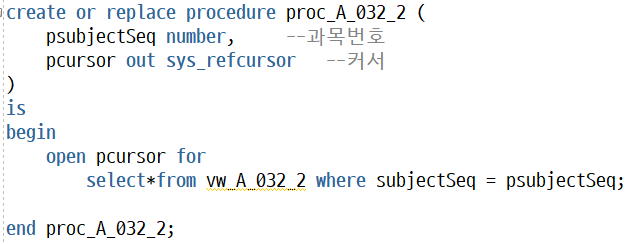 create or replace procedure proc_A_032_2 (
    psubjectSeq number,     --과목번호
    pcursor out sys_refcursor   --커서
)
is
begin
    open pcursor for
        select*from vw_A_032_2 where subjectSeq = psubjectSeq;
end proc_A_032_2;